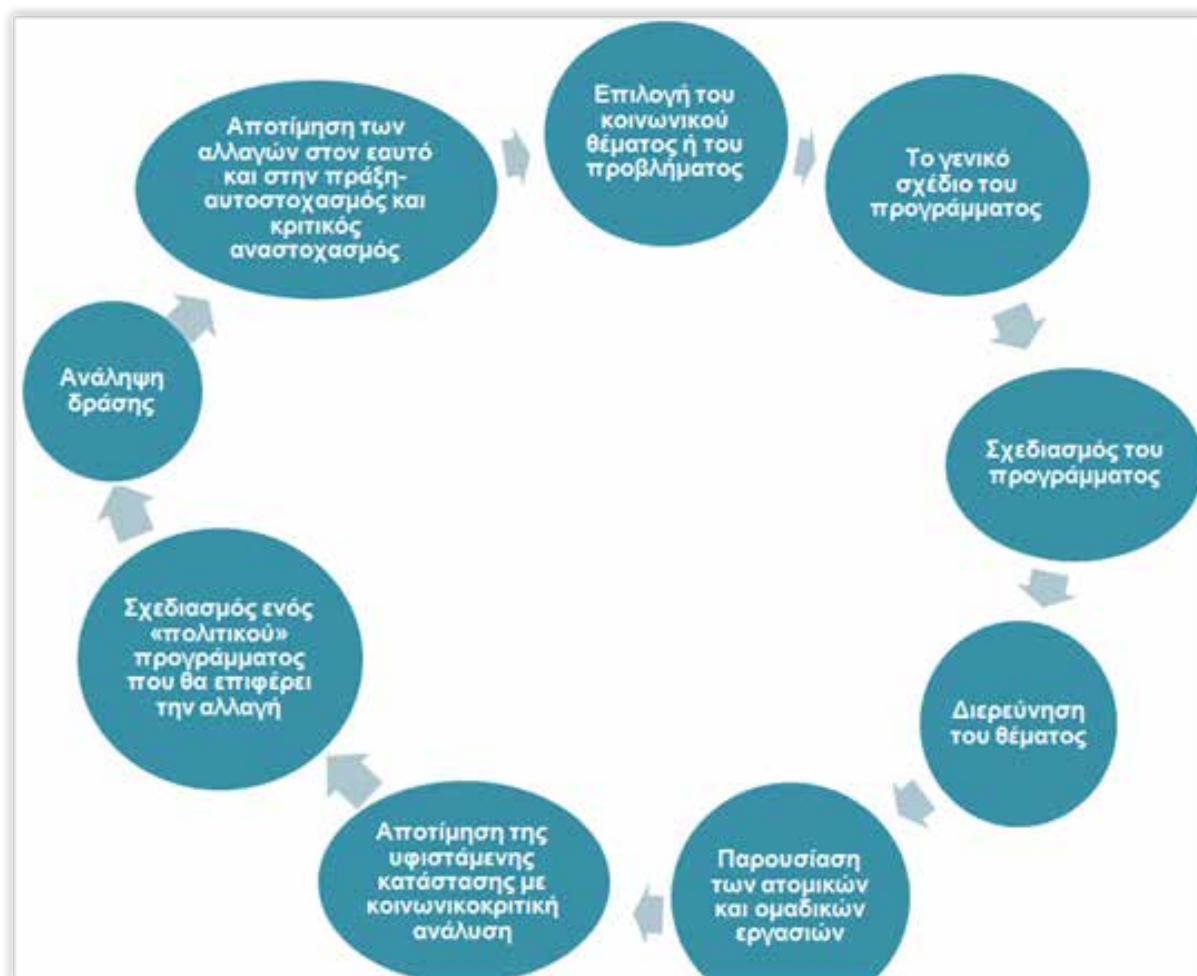 Επιλογή του
κοινωνικού
θέματος ή του
προβλήματος
Το γενικό
σχέδιο του
προγράμματος
Σχεδιασμός του
προγράμματος
Διερεύνηση
του θέματος
Παρουσίαση
των ατομικών
και ομαδικών
εργασιών
Αποτίμηση της
υφιστάμενης
κατάστασης με
κοινωνικοκριτική
ανάλυση
Σχεδιασμός ενός
«πολιτικού»
προγράμματος
που θα επιφέρει
την αλλαγή
Ανάληψη
δράσης
Αποτίμηση των
αλλαγών στον εαυτό
και στην πράξη-
αυτοστοχασμός και
κριτικός
αναστοχασμός